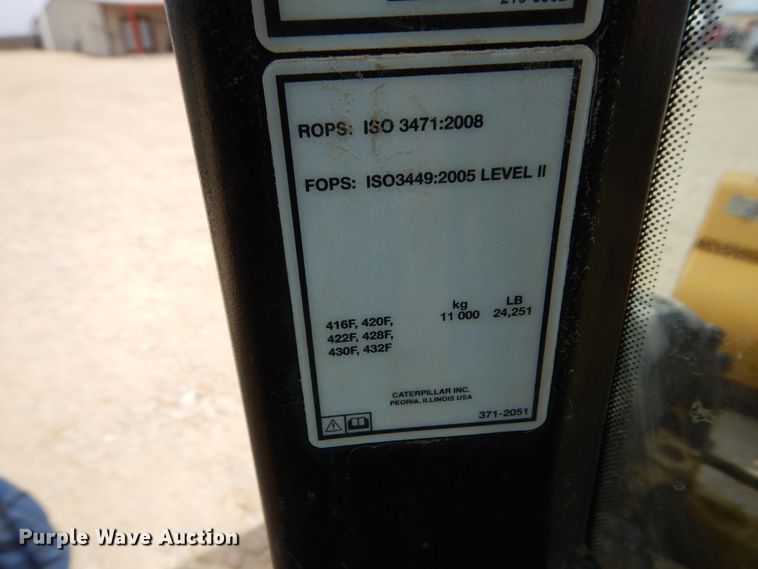 ROPS: ISO 3471:2008
FOPS: ISO3449:2005 LEVEL II
kg LB
416F, 420F, 11 000 24,251
422F, 428F,
430F, 432F
CATERPILLAR INC.
PEORIA, ILLINOIS USA
371-2051
Purple Wave Auction